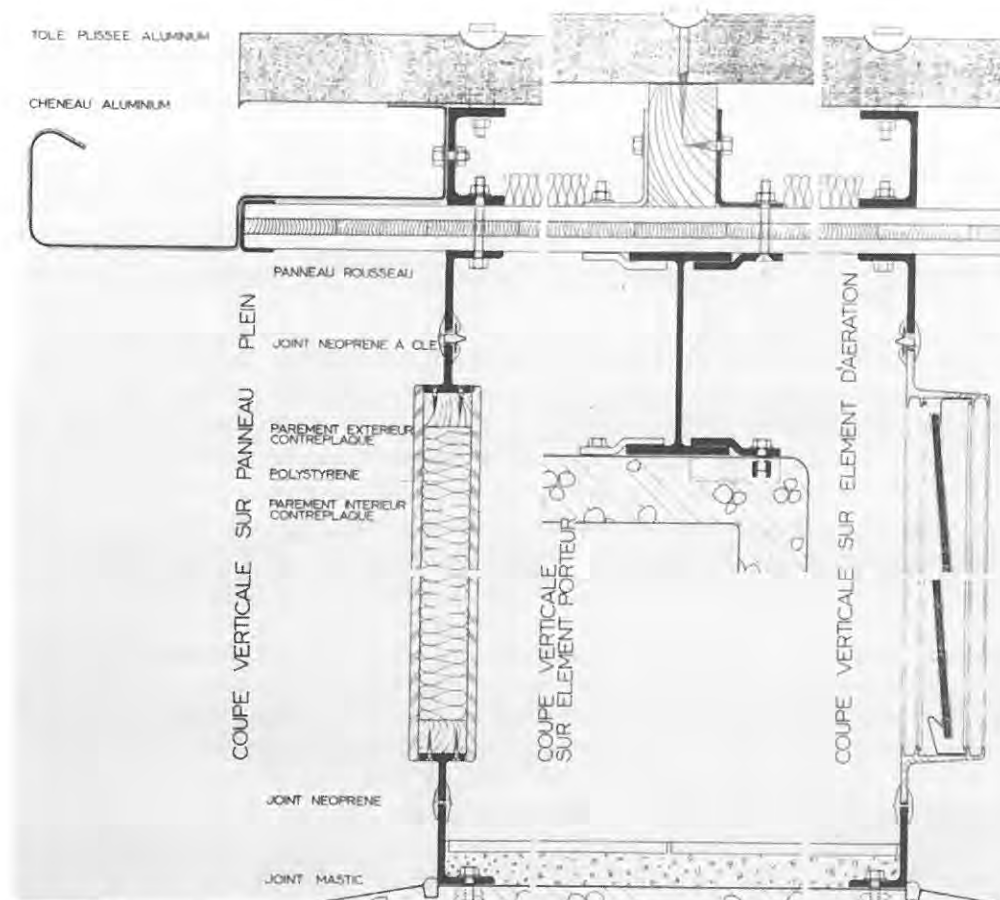 TOLE PLISSEE ALUMINIUM
CHENEAU ALUMINIUM
PANNEAU ROUSSEAU
JOINT NEOPRENE À CLE
PAREMENT EXTERIEUR
CONTREPLAQUE
POLYSTYRENE
PAREMENT INTERIEUR
CONTREPLAQUE
JOINT NEOPRENE
JOINT MASTIC
COUPE VERTICALE SUR PANNEAU PLEIN
COUPE VERTICALE
SUR ELEMENT PORTEUR
COUPE VERTICALE SUR ELEMENT D'AERATION